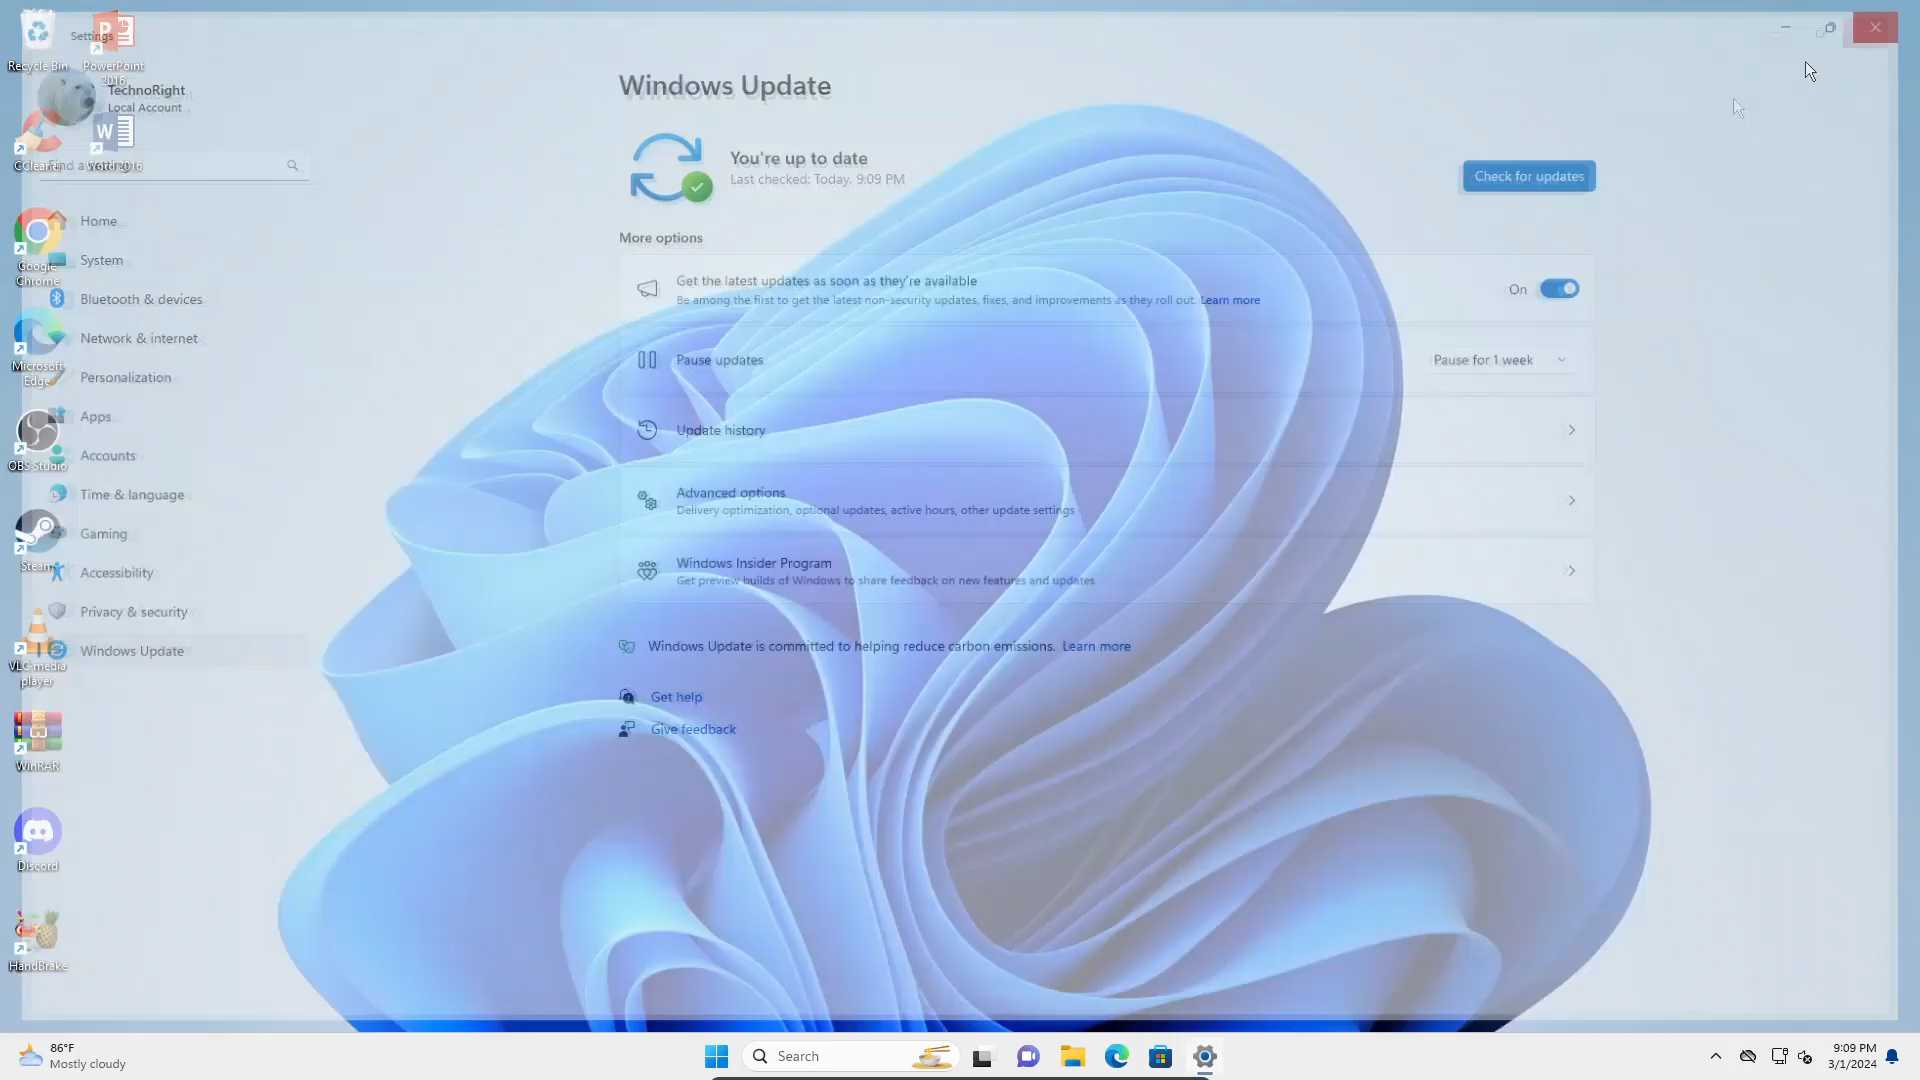 Settings
Recycle Bin
PowerPoint
2016
TechnoRight
Local Account
CCleaner
Word 2016
Find a setting
Google
Chrome
Microsoft
Edge
OBS Studio
Steam
VLC media
player
WinRAR
Discord
HandBrake
Home
System
Bluetooth & devices
Network & internet
Personalization
Apps
Accounts
Time & language
Gaming
Accessibility
Privacy & security
Windows Update
Windows Update
You're up to date
Last checked: Today, 9:09 PM
Check for updates
More options
Get the latest updates as soon as they're available
Be among the first to get the latest non-security updates, fixes, and improvements as they roll out. Learn more
On
Pause updates
Pause for 1 week
Update history
Advanced options
Delivery optimization, optional updates, active hours, other update settings
Windows Insider Program
Get preview builds of Windows to share feedback on new features and updates
Windows Update is committed to helping reduce carbon emissions. Learn more
Get help
Give feedback
86°F
Mostly cloudy
Search
9:09 PM
3/1/2024